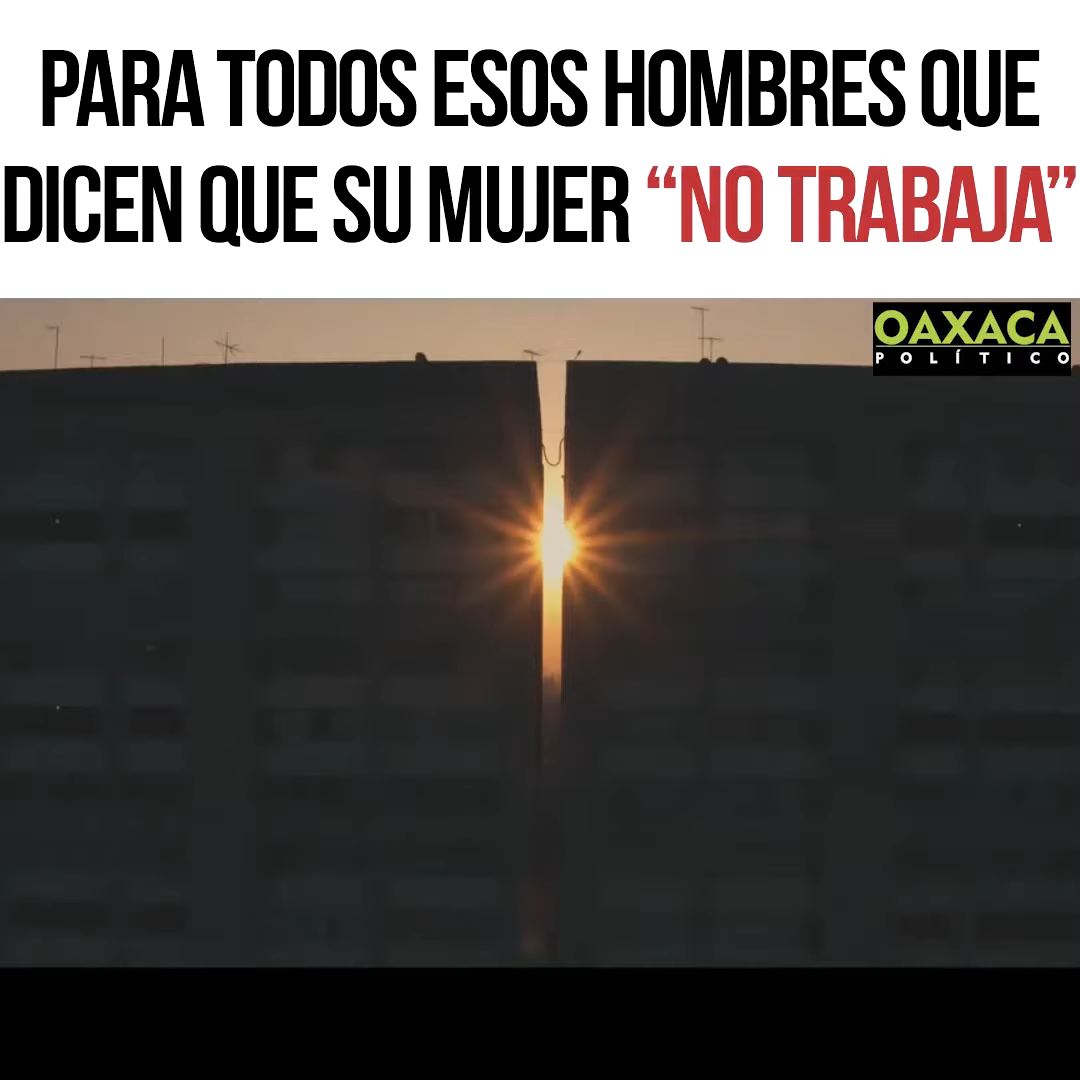 PARA TODOS ESOS HOMBRES QUE
DICEN QUE SU MUJER “NO TRABAJA”
OAXACA
POLÍTICO